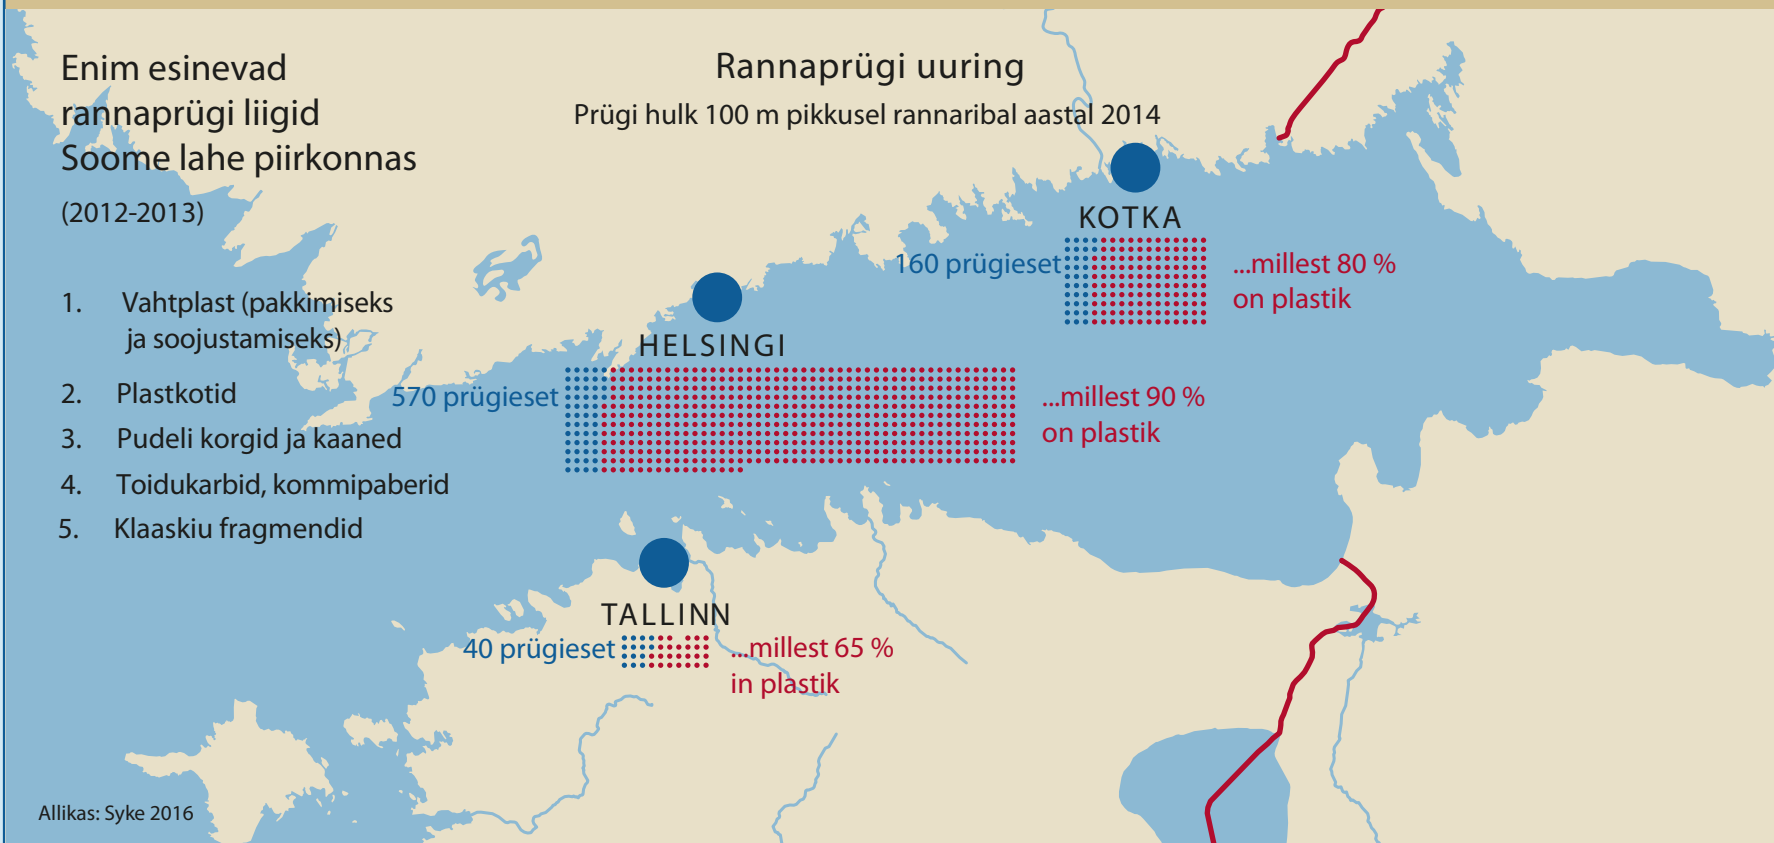 Enim esinevad
rannaprügi liigid
Soome lahe piirkonnas
(2012-2013)
1. Vahtplast (pakkimiseks
ja soojustamiseks)
2. Plastkotid
3. Pudeli korgid ja kaaned
4. Toidukarbid, kommipaberid
5. Klaaskiu fragmendid
Rannaprügi uuring
Prügi hulk 100 m pikkusel rannaribal aastal 2014
KOTKA
160 prügieset
...millest 80 %
on plastik
HELSINGI
570 prügieset
...millest 90 %
on plastik
TALLINN
40 prügieset
...millest 65 %
in plastik
Allikas: Syke 2016